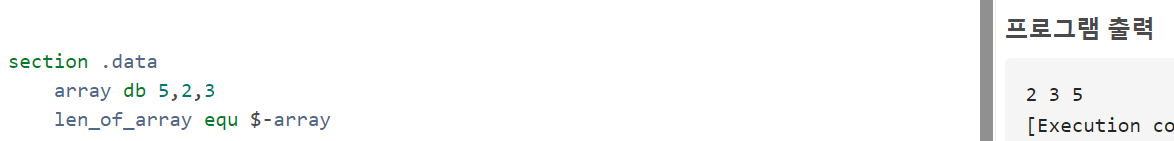 section .data
array db 5,2,3
len_of_array equ $-array
프로그램 출력
2 3 5
[Execution co